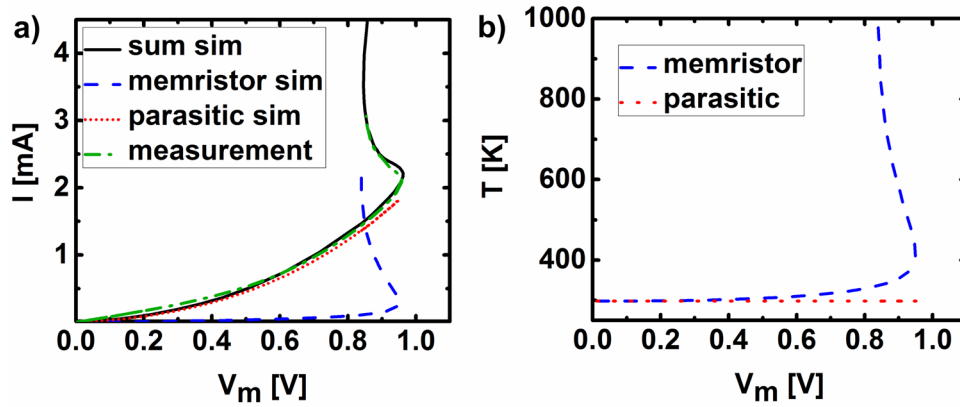 a)
sum sim
memristor sim
parasitic sim
measurement
I [mA]
4
3
2
1
0.0 0.2 0.4 0.6 0.8 1.0
Vm [V]
b)
memristor
parasitic
T [K]
1000
800
600
400
0.0 0.2 0.4 0.6 0.8 1.0
Vm [V]